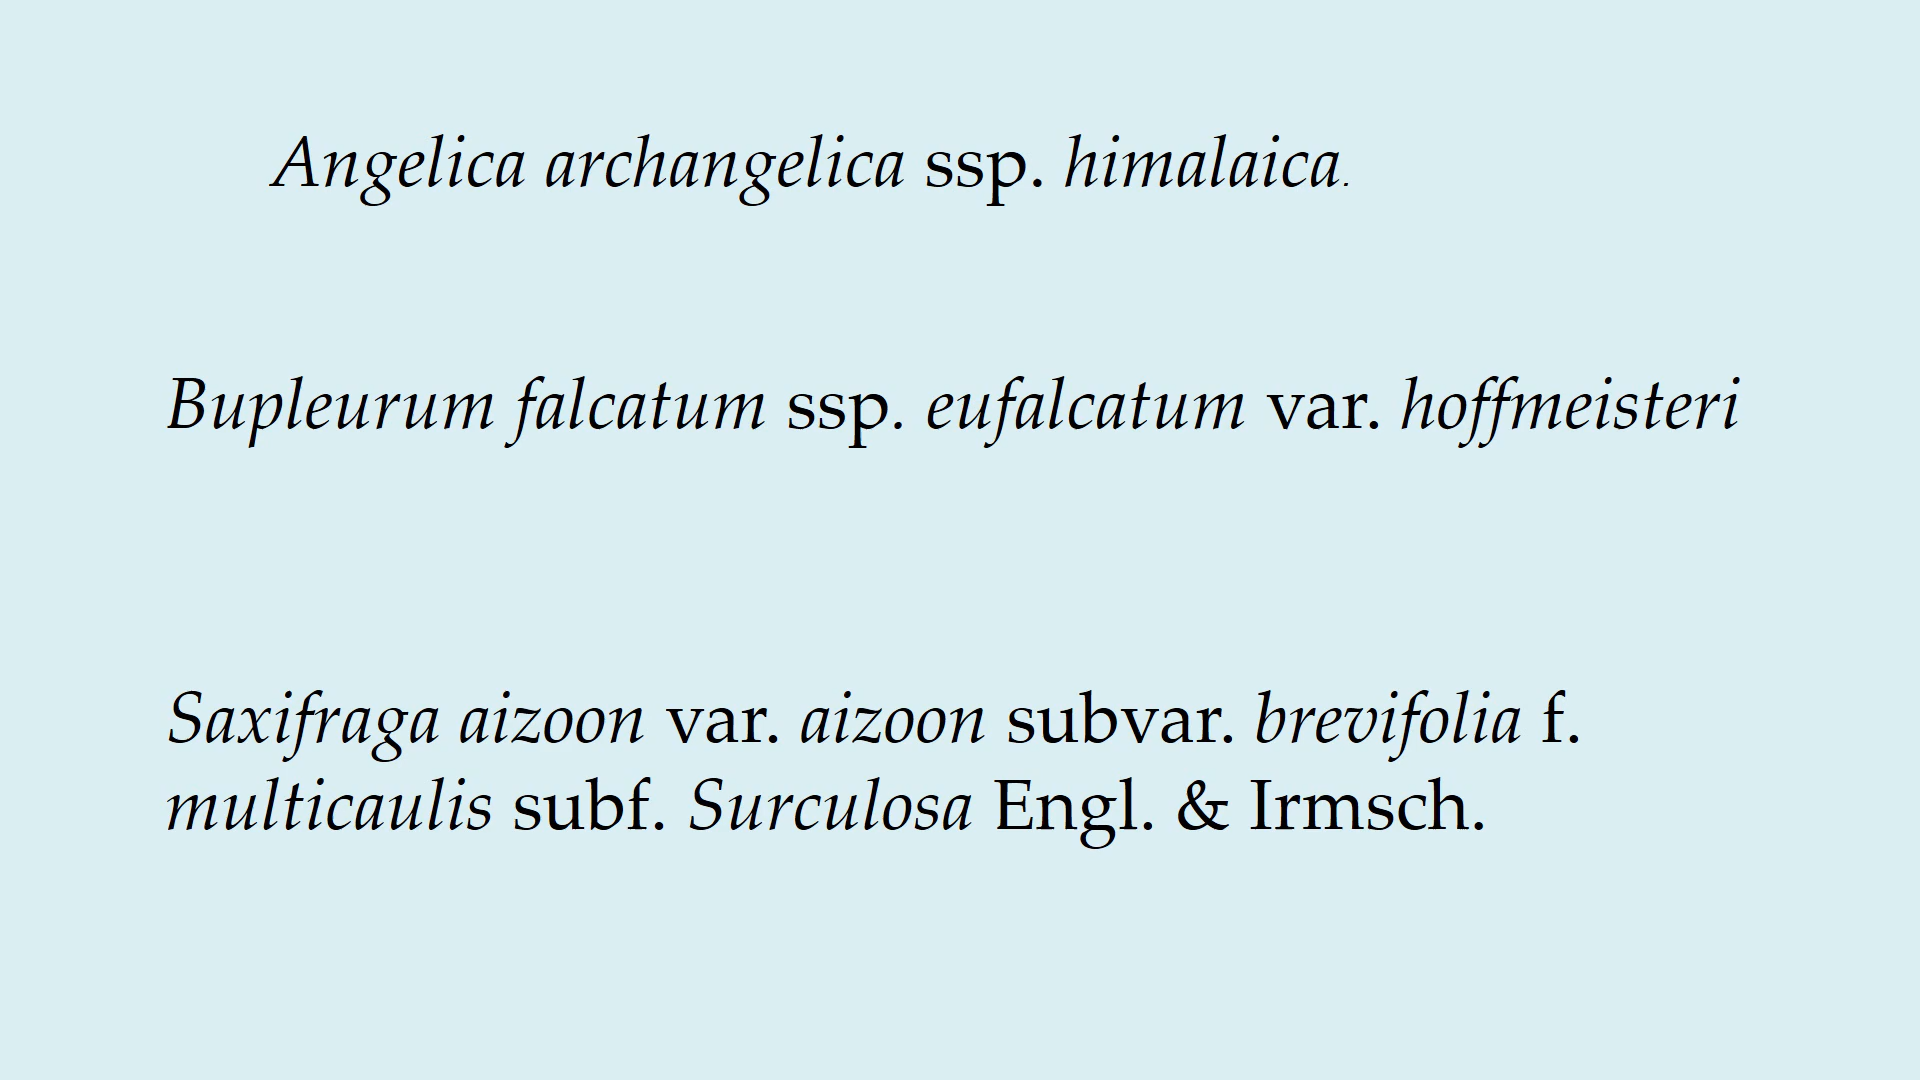 Angelica archangelica ssp. himalaica.
Bupleurum falcatum ssp. eufalcatum var. hoffmeisteri
Saxifraga aizoon var. aizoon subvar. brevifolia f.
multicaulis subf. Surculosa Engl. & Irmsch.